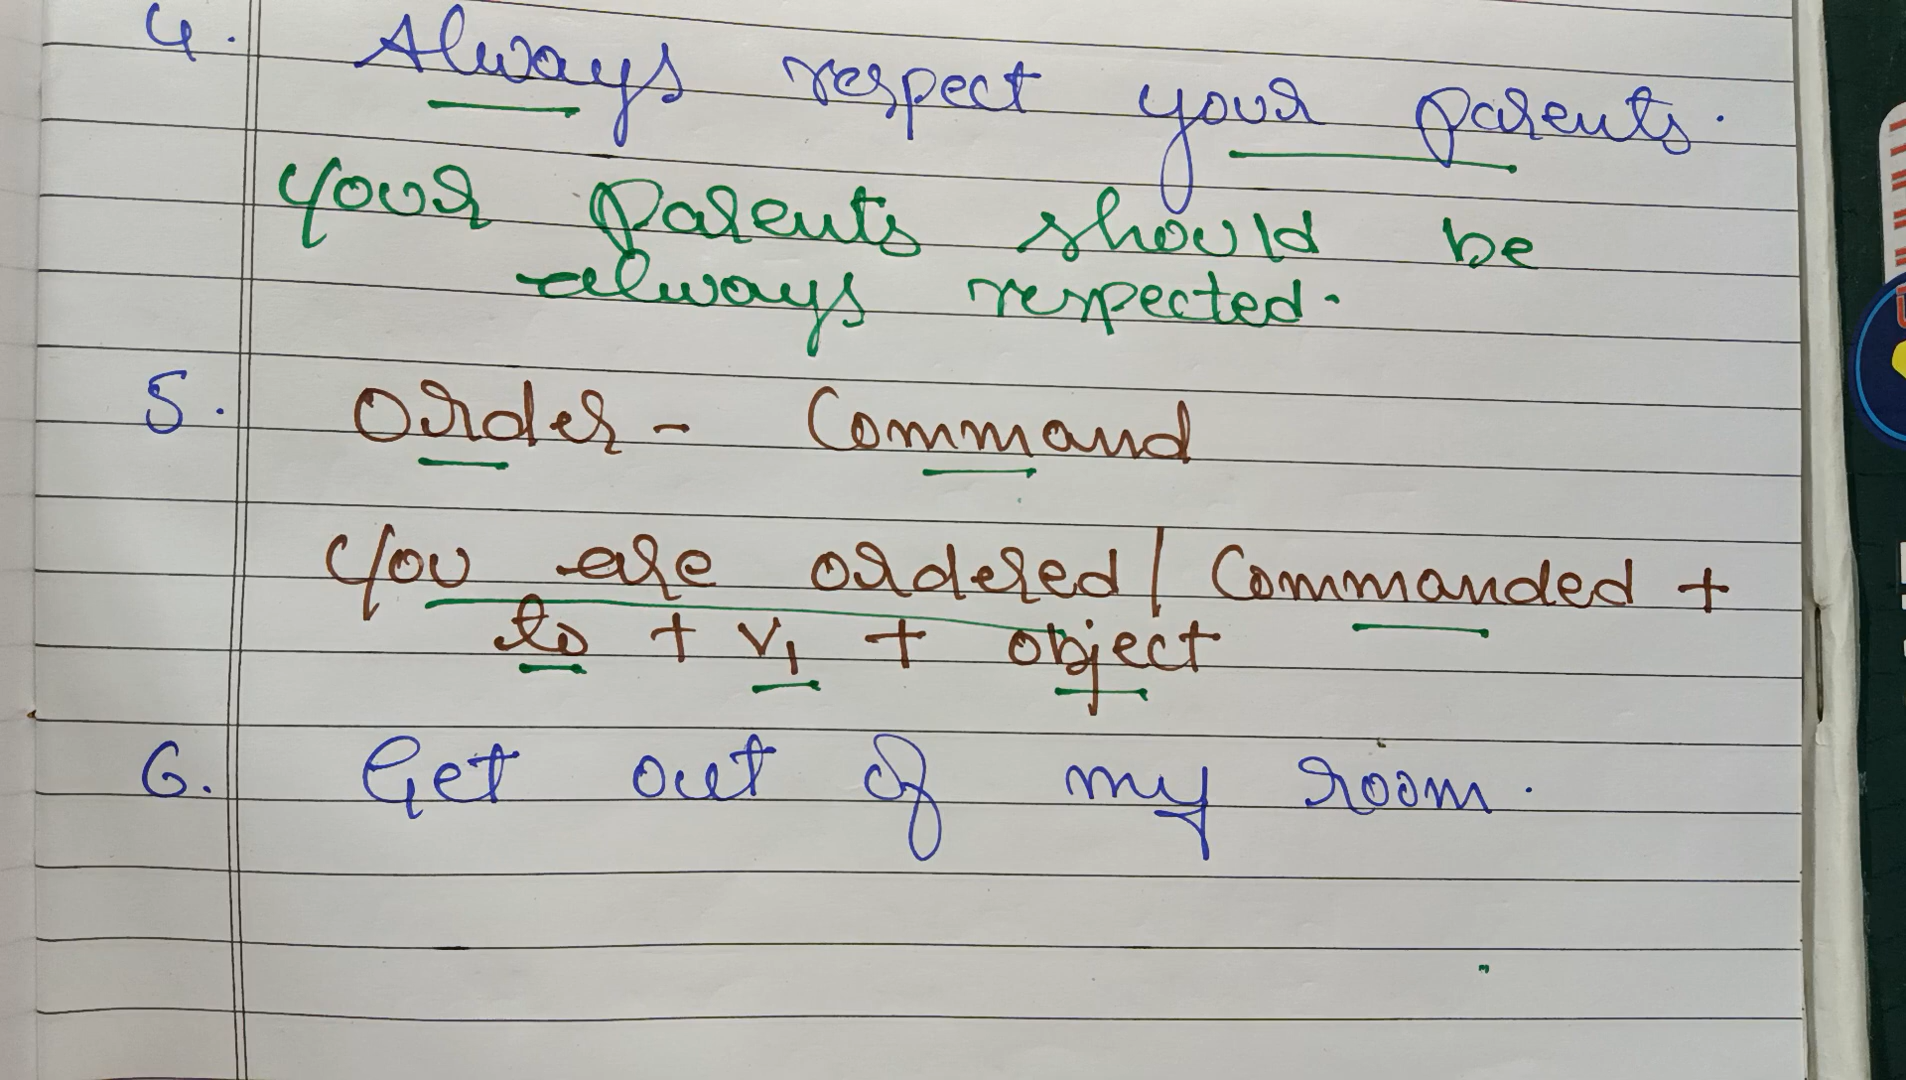 4. Always respect your parents.
Your parents should be
always respected.
5. Order - Command
You are ordered/Commanded +
to + V1 + object
6. Get out of my room.